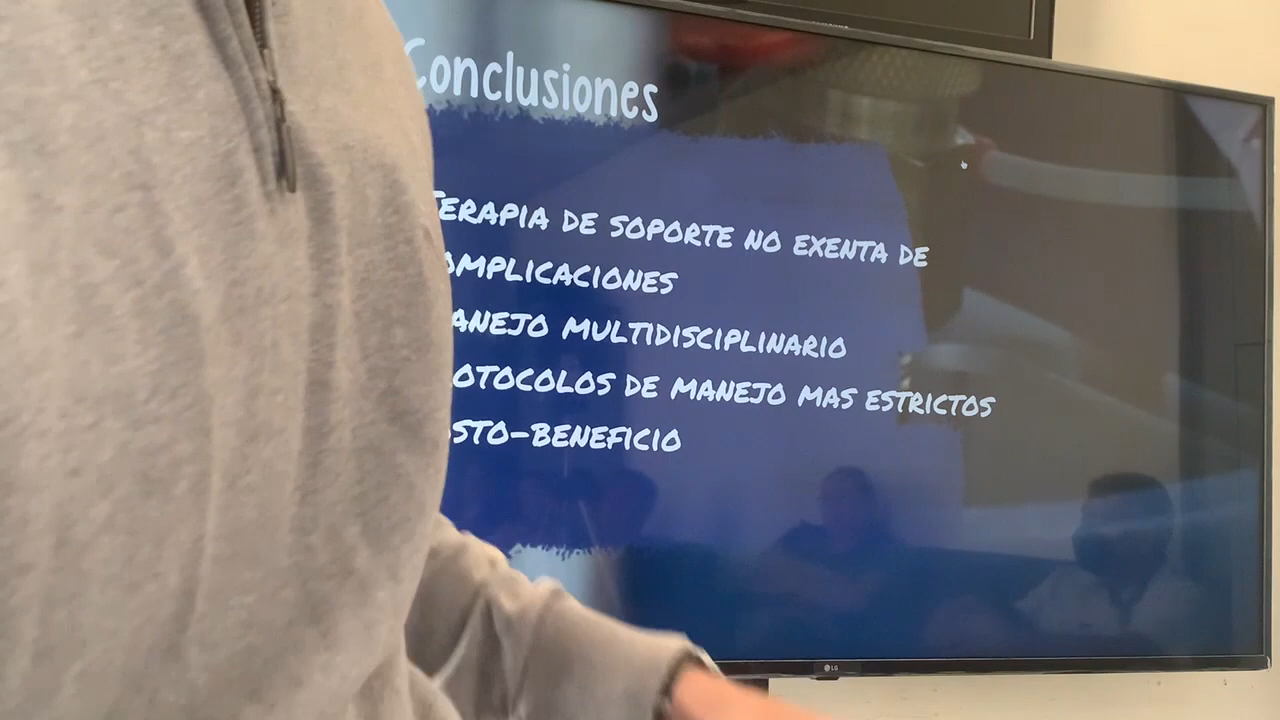 Conclusiones
TERAPIA DE SOPORTE NO EXENTA DE
OMPLICACIONES
ANEJO MULTIDISCIPLINARIO
OTOCOLOS DE MANEJO MAS ESTRICTOS
STO-BENEFICIO
LG